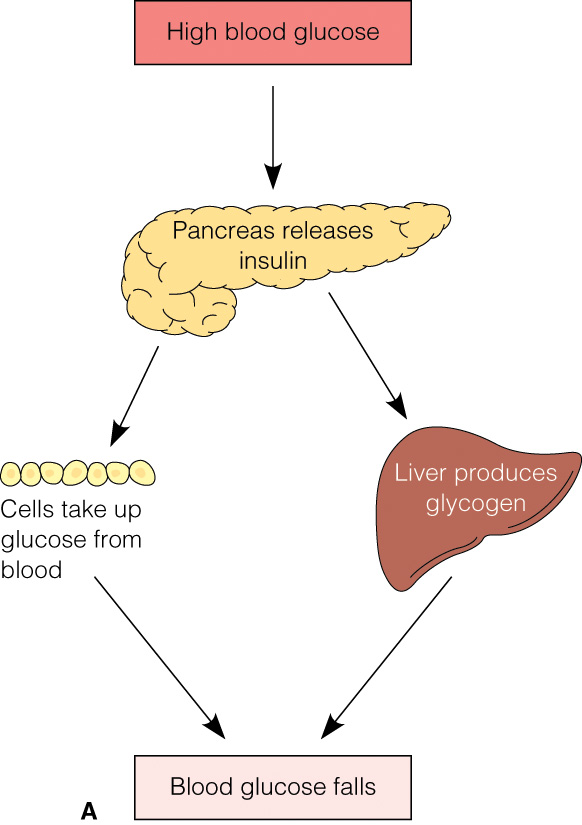 High blood glucose
Pancreas releases
insulin
Cells take up
glucose from
blood
Liver produces
glycogen
Blood glucose falls
A